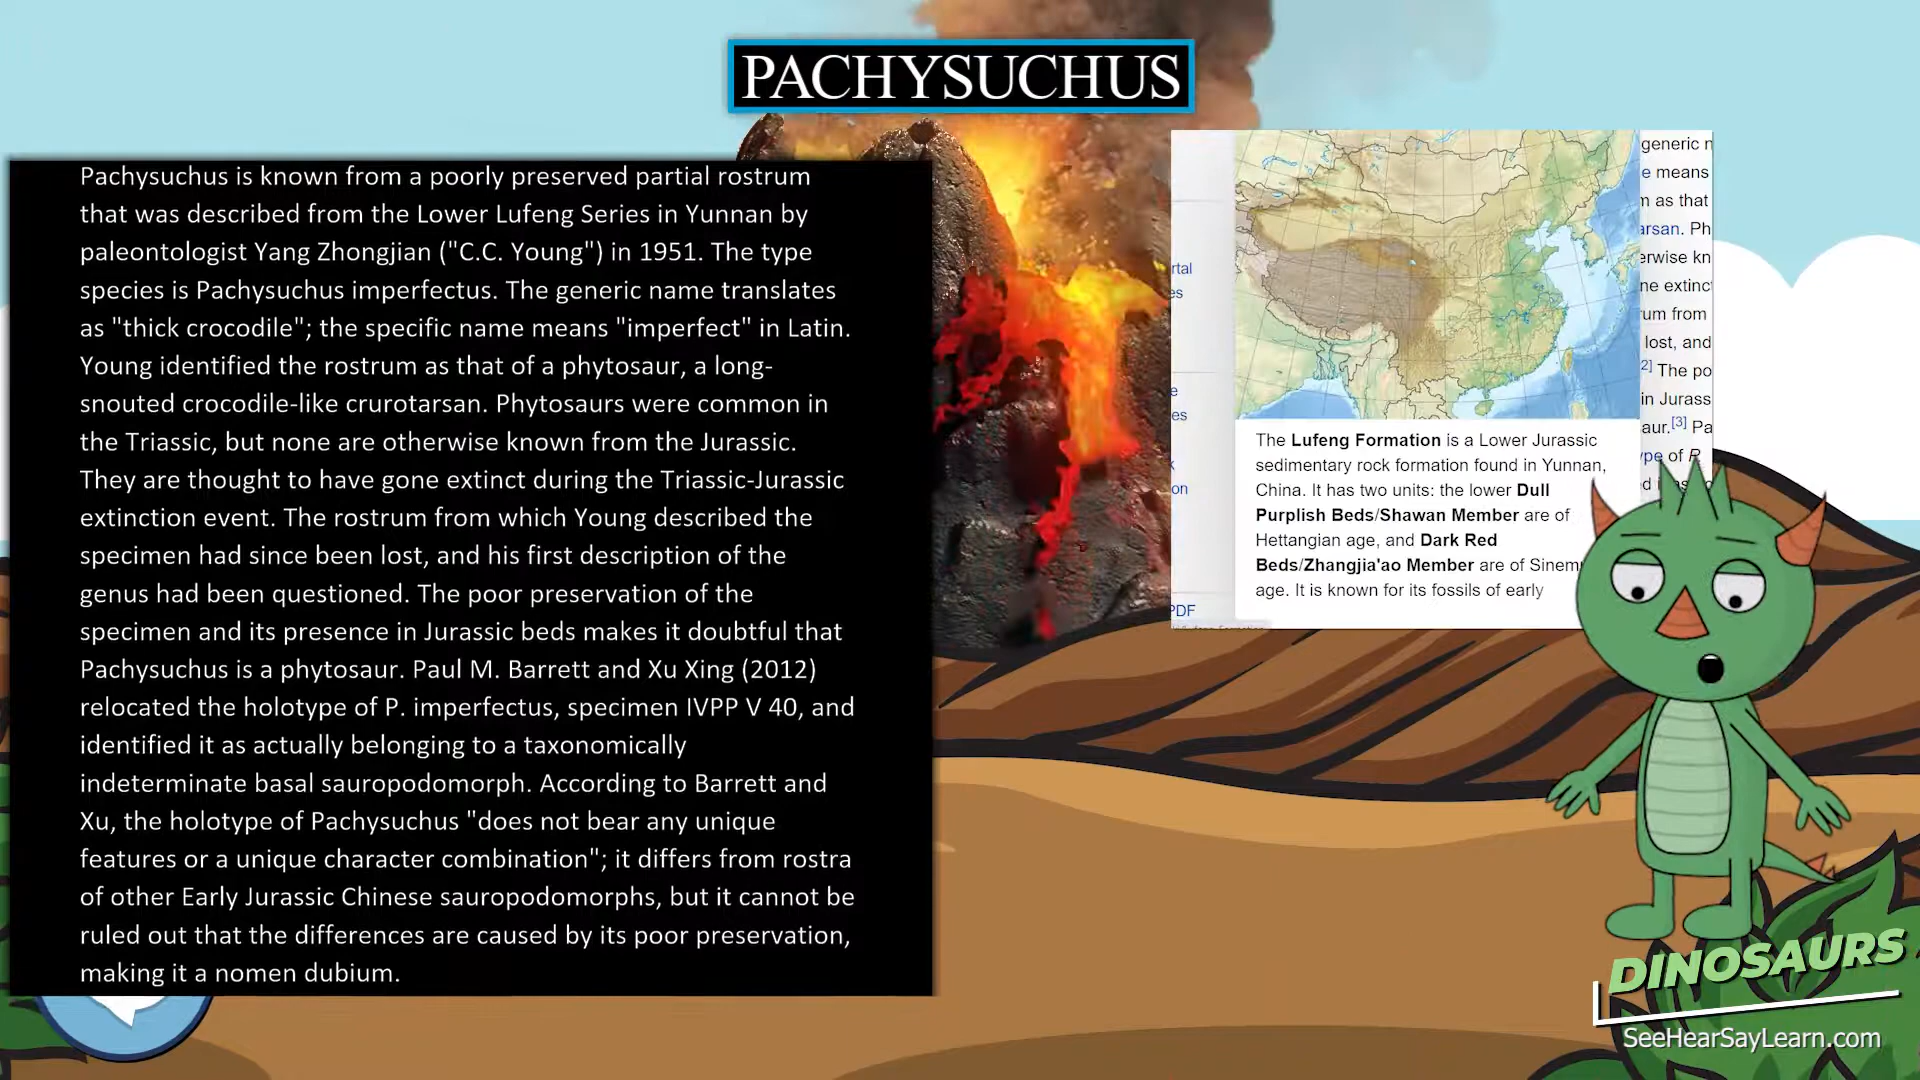 PACHYSUCHUS
Pachysuchus is known from a poorly preserved partial rostrum
that was described from the Lower Lufeng Series in Yunnan by
paleontologist Yang Zhongjian ("C.C. Young") in 1951. The type
species is Pachysuchus imperfectus. The generic name translates
as "thick crocodile"; the specific name means "imperfect" in Latin.
Young identified the rostrum as that of a phytosaur, a long-
snouted crocodile-like crurotarsan. Phytosaurs were common in
the Triassic, but none are otherwise known from the Jurassic.
They are thought to have gone extinct during the Triassic-Jurassic
extinction event. The rostrum from which Young described the
specimen had since been lost, and his first description of the
genus had been questioned. The poor preservation of the
specimen and its presence in Jurassic beds makes it doubtful that
Pachysuchus is a phytosaur. Paul M. Barrett and Xu Xing (2012)
relocated the holotype of P. imperfectus, specimen IVPP V 40, and
identified it as actually belonging to a taxonomically
indeterminate basal sauropodomorph. According to Barrett and
Xu, the holotype of Pachysuchus "does not bear any unique
features or a unique character combination"; it differs from rostra
of other Early Jurassic Chinese sauropodomorphs, but it cannot be
ruled out that the differences are caused by its poor preservation,
making it a nomen dubium.
The Lufeng Formation is a Lower Jurassic
sedimentary rock formation found in Yunnan,
China. It has two units: the lower Dull
Purplish Beds/Shawan Member are of
Hettangian age, and Dark Red
Beds/Zhangjia'ao Member are of Sinem
age. It is known for its fossils of early
rtal
es
e
es
k
on
PDF
generic n
e means
n as that
arsan. Ph
erwise kn
ne extinc
rum from
lost, and
[2] The po
in Jurass
aur.[3] Pa
ype of P.
DINOSAURS
SeeHearSayLearn.com